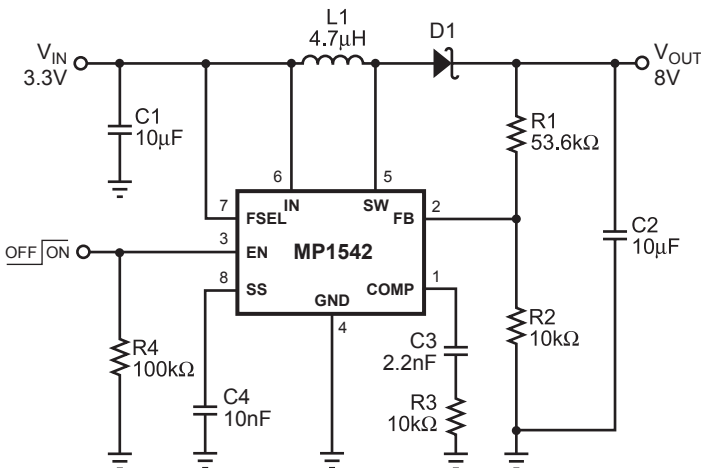 L1
4.7µH
D1
VIN
3.3V
VOUT
8V
C1
10µF
R1
53.6kΩ
6
5
IN
SW
7
FSEL
2
FB
C2
10µF
OFF ON
3
EN
MP1542
8
SS
COMP
1
GND
4
R4
100kΩ
C3
2.2nF
R2
10kΩ
C4
10nF
R3
10kΩ